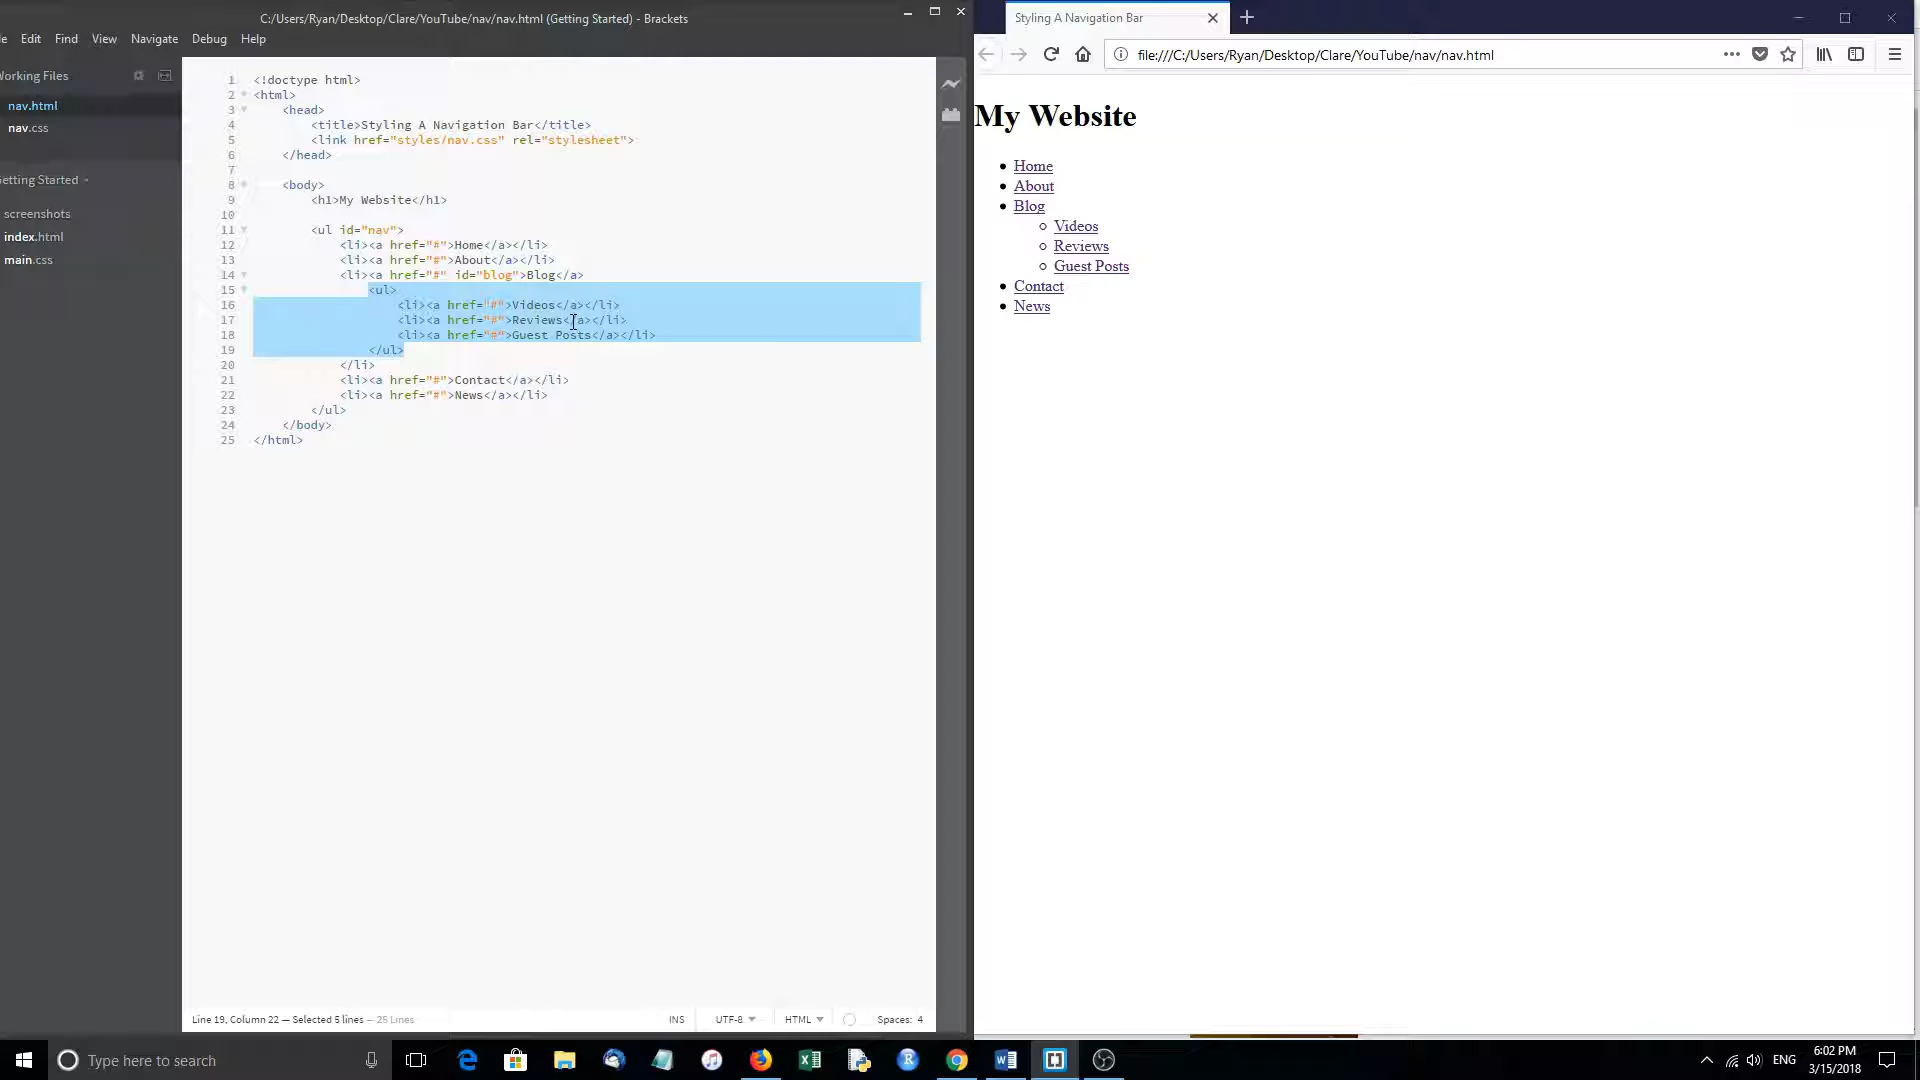 C:/Users/Ryan/Desktop/Clare/YouTube/nav/nav.html (Getting Started) - Brackets
le Edit Find View Navigate Debug Help
Vorking Files
nav.html
nav.css
etting Started
screenshots
index.html
main.css
1 <!doctype html>
2 <html>
3 <head>
4 <title>Styling A Navigation Bar</title>
5 <link href="styles/nav.css" rel="stylesheet">
6 </head>
7
8 <body>
9 <h1>My Website</h1>
10
11 <ul id="nav">
12 <li><a href="#">Home</a></li>
13 <li><a href="#">About</a></li>
14 <li><a href="#" id="blog">Blog</a>
15 <ul>
16 <li><a href="#">Videos</a></li>
17 <li><a href="#">Reviews</a></li>
18 <li><a href="#">Guest Posts</a></li>
19 </ul>
20 </li>
21 <li><a href="#">Contact</a></li>
22 <li><a href="#">News</a></li>
23 </ul>
24 </body>
25 </html>
Line 19, Column 22 — Selected 5 lines — 25 Lines
INS UTF-8 HTML Spaces: 4
Styling A Navigation Bar
file:///C:/Users/Ryan/Desktop/Clare/YouTube/nav/nav.html
My Website
Home
About
Blog
Videos
Reviews
Guest Posts
Contact
News
Type here to search
ENG
6:02 PM
3/15/2018